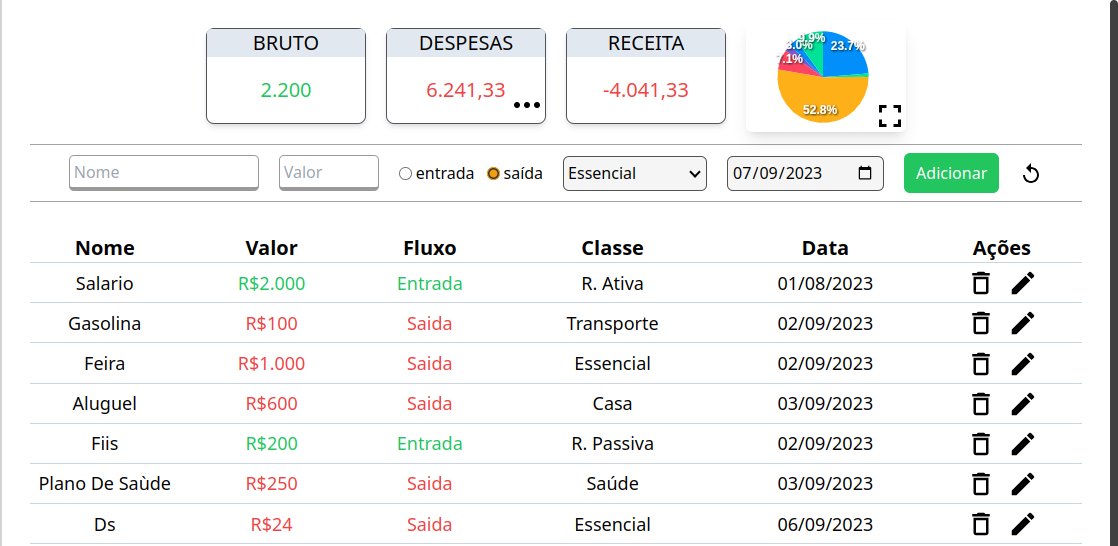 BRUTO DESPESAS RECEITA
2.200 6.241,33 -4.041,33
9.9%
3.0% 23.7%
7.1%
52.8%
Nome Valor entrada saída Essencial 07/09/2023 Adicionar
Nome Valor Fluxo Classe Data Ações
Salario R$2.000 Entrada R. Ativa 01/08/2023
Gasolina R$100 Saida Transporte 02/09/2023
Feira R$1.000 Saida Essencial 02/09/2023
Aluguel R$600 Saida Casa 03/09/2023
Fiis R$200 Entrada R. Passiva 02/09/2023
Plano De Saùde R$250 Saida Saúde 03/09/2023
Ds R$24 Saida Essencial 06/09/2023